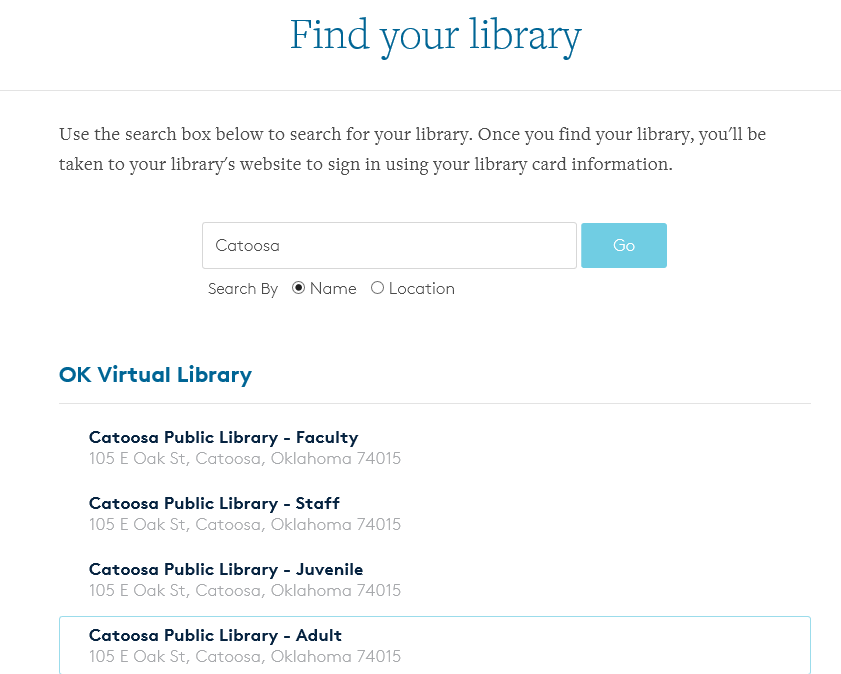 Find your library
Use the search box below to search for your library. Once you find your library, you'll be
taken to your library's website to sign in using your library card information.
Catoosa
Go
Search By Name Location
OK Virtual Library
Catoosa Public Library - Faculty
105 E Oak St, Catoosa, Oklahoma 74015
Catoosa Public Library - Staff
105 E Oak St, Catoosa, Oklahoma 74015
Catoosa Public Library - Juvenile
105 E Oak St, Catoosa, Oklahoma 74015
Catoosa Public Library - Adult
105 E Oak St, Catoosa, Oklahoma 74015